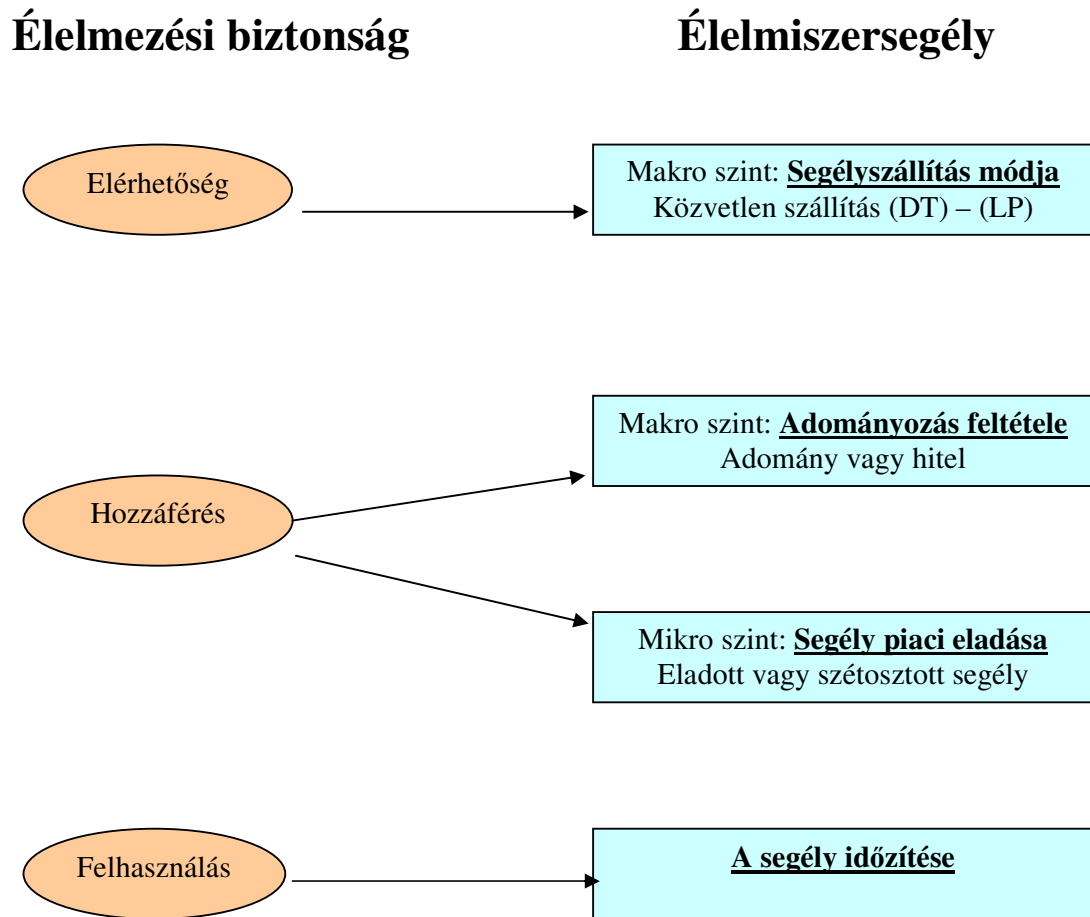 Élelmezési biztonság
Élelmiszersegély
Elérhetőség
Makro szint: Segélyszállítás módja
Közvetlen szállítás (DT) – (LP)
Makro szint: Adományozás feltétele
Adomány vagy hitel
Hozzáférés
Mikro szint: Segély piaci eladása
Eladott vagy szétosztott segély
Felhasználás
A segély időzítése